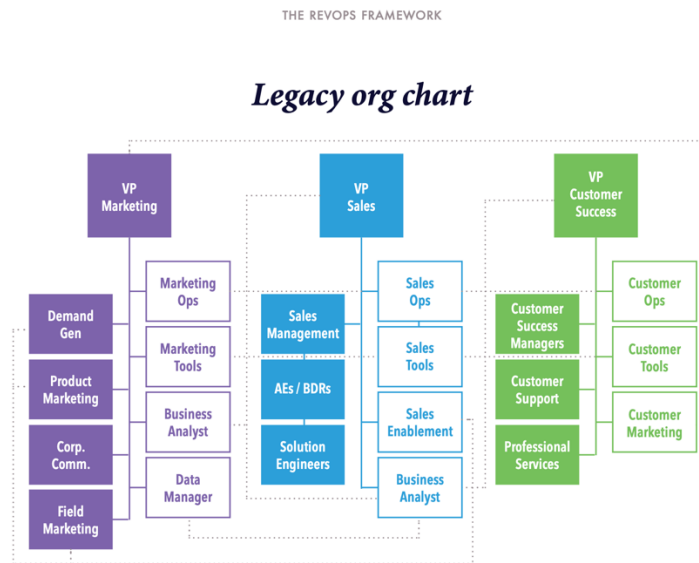 THE REVOPS FRAMEWORK
Legacy org chart
VP
Marketing
VP
Sales
VP
Customer
Success
Marketing
Ops
Sales
Ops
Customer
Ops
Demand
Gen
Sales
Management
Customer
Success
Managers
Marketing
Tools
Sales
Tools
Customer
Tools
Product
Marketing
AEs / BDRs
Customer
Support
Business
Analyst
Sales
Enablement
Customer
Marketing
Corp.
Comm.
Solution
Engineers
Professional
Services
Data
Manager
Business
Analyst
Field
Marketing